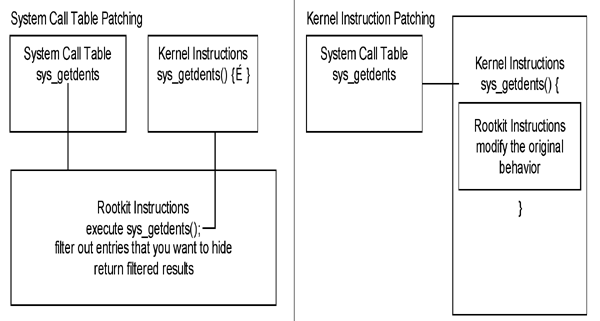 System Call Table Patching
System Call Table
sys_getdents
Kernel Instructions
sys_getdents() {É }
Rootkit Instructions
execute sys_getdents();
filter out entries that you want to hide
return filtered results
Kernel Instruction Patching
System Call Table
sys_getdents
Kernel Instructions
sys_getdents() {
Rootkit Instructions
modify the original
behavior
}